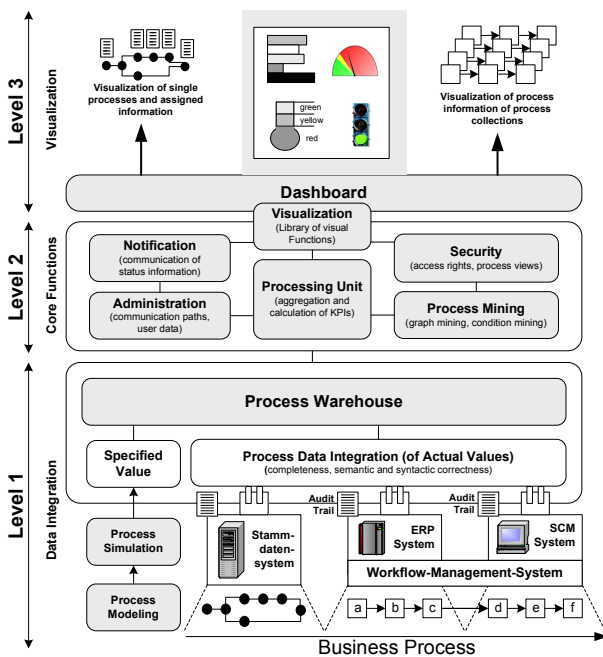 Level 3
Visualization
Visualization of single
processes and assigned
information
green
yellow
red
Visualization of process
information of process
collections
Dashboard
Level 2
Core Functions
Visualization
(Library of visual
Functions)
Notification
(communication of
status information)
Security
(access rights, process views)
Processing Unit
(aggregation and
calculation of KPIs)
Administration
(communication paths,
user data)
Process Mining
(graph mining, condition mining)
Level 1
Data Integration
Process Warehouse
Specified
Value
Process Data Integration (of Actual Values)
(completeness, semantic and syntactic correctness)
Audit
Trail
Audit
Trail
Process
Simulation
Stamm-
daten-
system
ERP
System
SCM
System
Workflow-Management-System
Process
Modeling
a b c d e f
Business Process